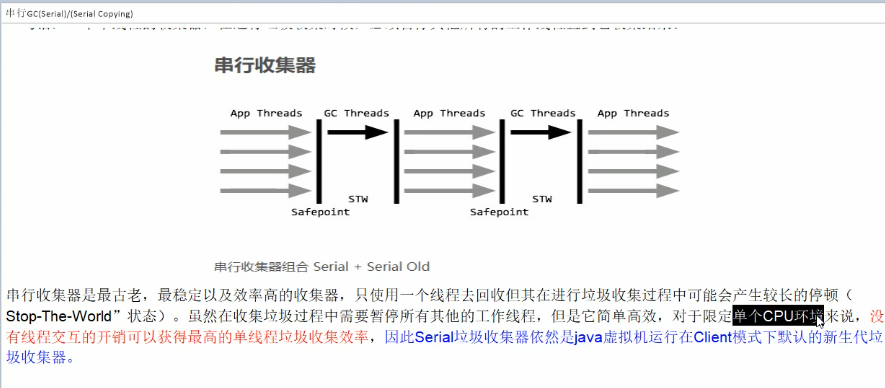 串行GC(Serial)/(Serial Copying)
串行收集器
App Threads GC Threads App Threads GC Threads App Threads
STW STW
Safepoint Safepoint
串行收集器组合 Serial + Serial Old
串行收集器是最古老，最稳定以及效率高的收集器，只使用一个线程去回收但其在进行垃圾收集过程中可能会产生较长的停顿（
Stop-The-World”状态）。虽然在收集垃圾过程中需要暂停所有其他的工作线程，但是它简单高效，对于限定单个CPU环境来说，没
有线程交互的开销可以获得最高的单线程垃圾收集效率，因此Serial垃圾收集器依然是java虚拟机运行在Client模式下默认的新生代垃
圾收集器。